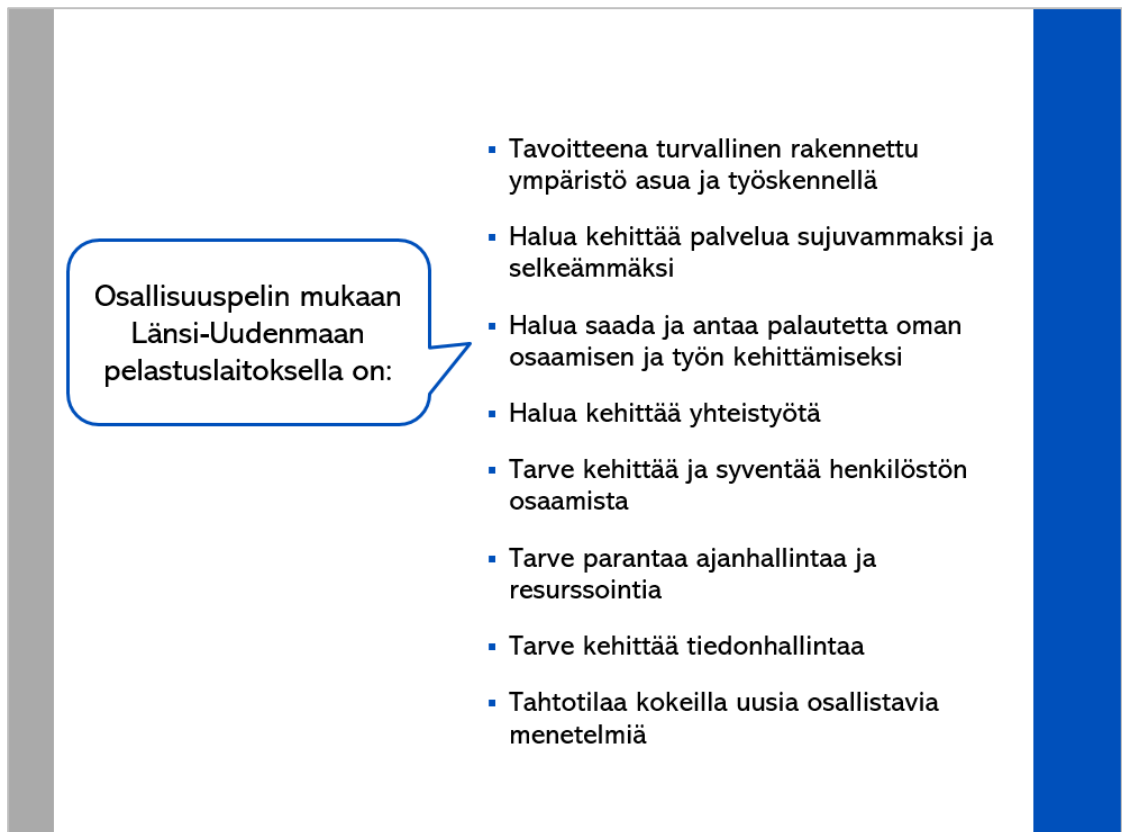 Osallisuuspelin mukaan
Länsi-Uudenmaan
pelastuslaitoksella on:
▪ Tavoitteena turvallinen rakennettu
ympäristö asua ja työskennellä
▪ Halua kehittää palvelua sujuvammaksi ja
selkeämmäksi
▪ Halua saada ja antaa palautetta oman
osaamisen ja työn kehittämiseksi
▪ Halua kehittää yhteistyötä
▪ Tarve kehittää ja syventää henkilöstön
osaamista
▪ Tarve parantaa ajanhallintaa ja
resurssointia
▪ Tarve kehittää tiedonhallintaa
▪ Tahtotilaa kokeilla uusia osallistavia
menetelmiä